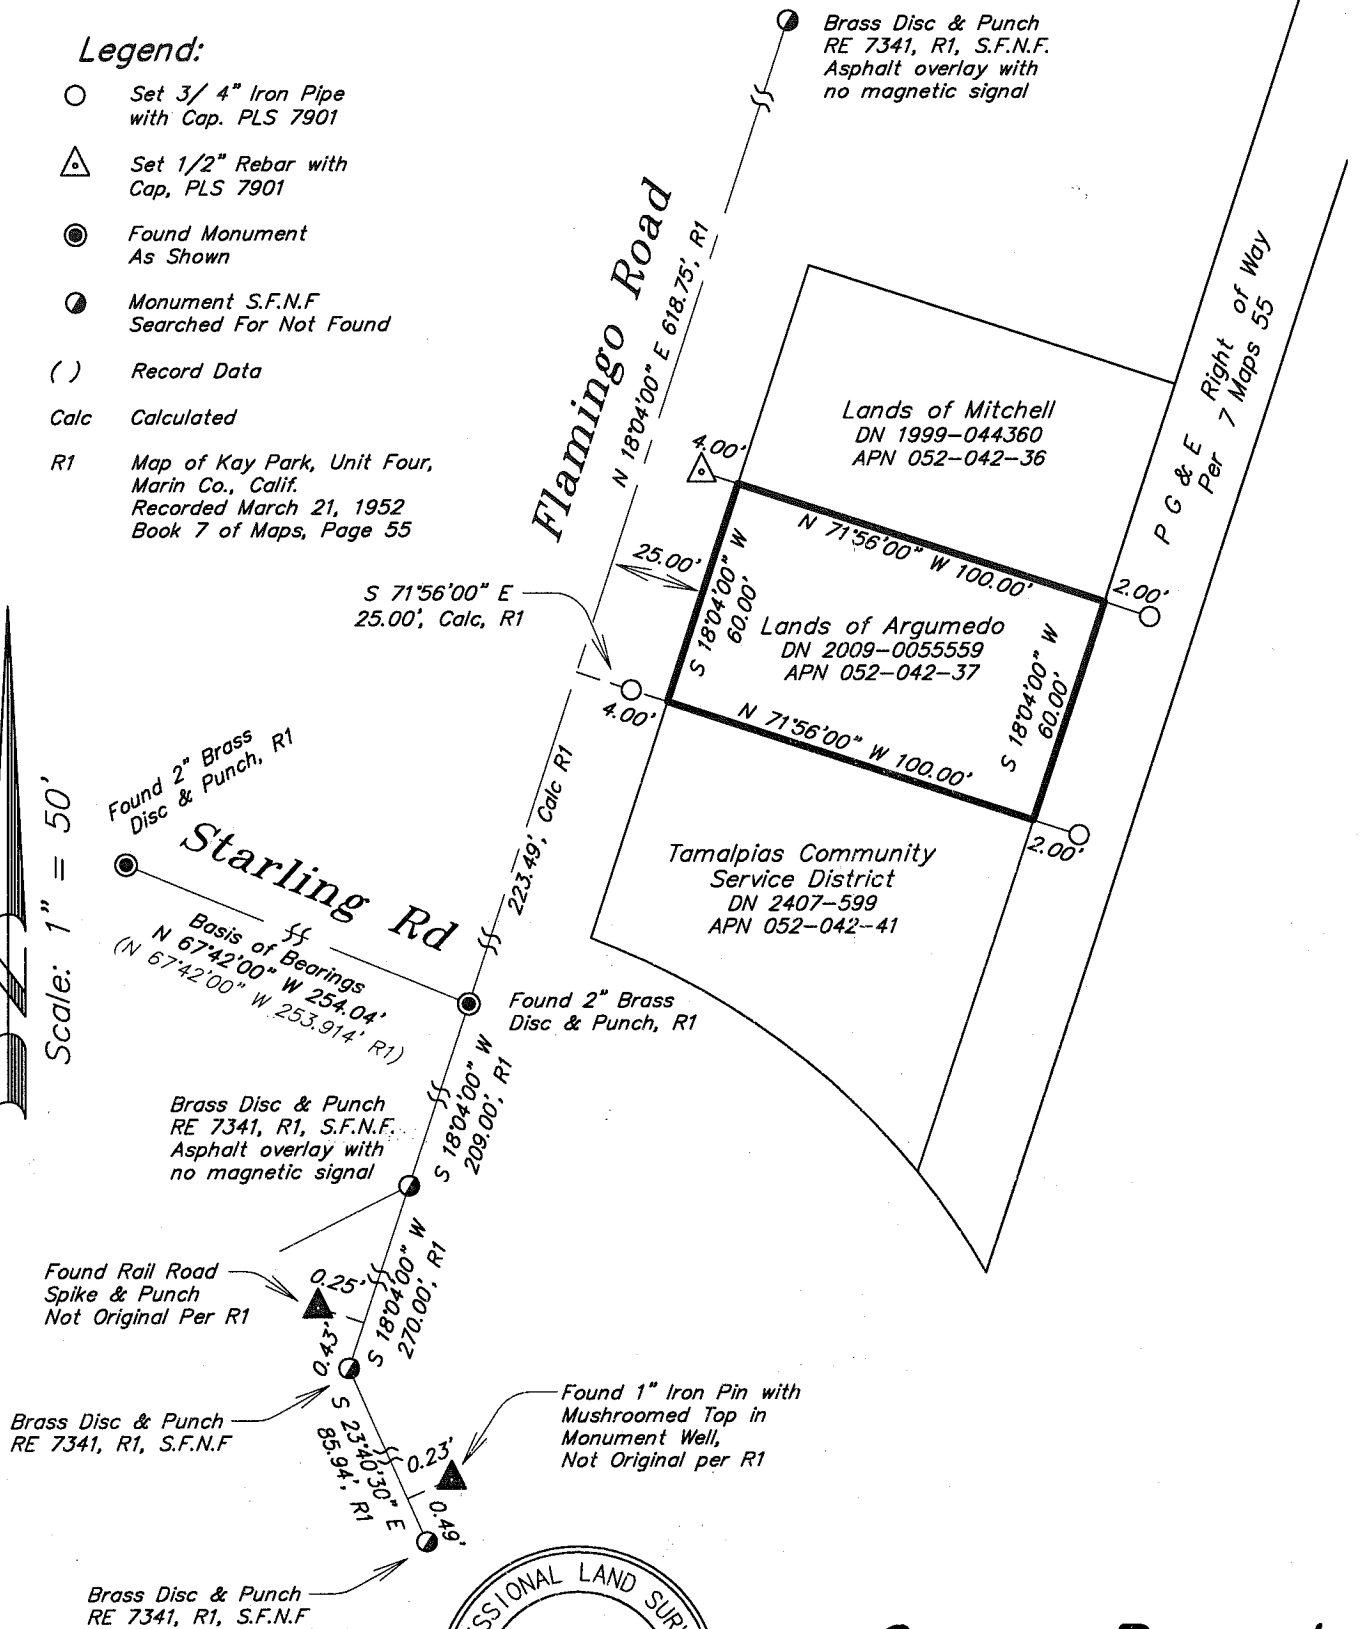 Legend:
Set 3/ 4" Iron Pipe
with Cap. PLS 7901
Set 1/2" Rebar with
Cap, PLS 7901
Found Monument
As Shown
Monument S.F.N.F
Searched For Not Found
( ) Record Data
Calc Calculated
R1 Map of Kay Park, Unit Four,
Marin Co., Calif.
Recorded March 21, 1952
Book 7 of Maps, Page 55
Brass Disc & Punch
RE 7341, R1, S.F.N.F.
Asphalt overlay with
no magnetic signal
Flamingo Road
N 18°04'00" E 618.75', R1
P G & E Right of Way
Per 7 Maps 55
Lands of Mitchell
DN 1999-044360
APN 052-042-36
4.00'
N 71°56'00" W 100.00'
2.00'
25.00'
S 18°04'00" W
60.00'
S 71°56'00" E
25.00', Calc, R1
Lands of Argumedo
DN 2009-0055559
APN 052-042-37
S 18°04'00" W
60.00'
4.00'
N 71°56'00" W 100.00'
2.00'
223.49', Calc R1
Tamalpias Community
Service District
DN 2407-599
APN 052-042-41
Scale: 1" = 50'
Found 2" Brass
Disc & Punch, R1
Starling Rd
Basis of Bearings
N 67°42'00" W 254.04'
(N 67°42'00" W 253.914' R1)
Found 2" Brass
Disc & Punch, R1
S 18°04'00" W
209.00', R1
Brass Disc & Punch
RE 7341, R1, S.F.N.F.
Asphalt overlay with
no magnetic signal
Found Rail Road
Spike & Punch
Not Original Per R1
0.25'
0.43'
S 18°04'00" W
270.00', R1
Brass Disc & Punch
RE 7341, R1, S.F.N.F
S 23°40'30" E
85.94', R1
0.23'
0.49'
Found 1" Iron Pin with
Mushroomed Top in
Monument Well,
Not Original per R1
Brass Disc & Punch
RE 7341, R1, S.F.N.F
SSIONAL LAND SUR